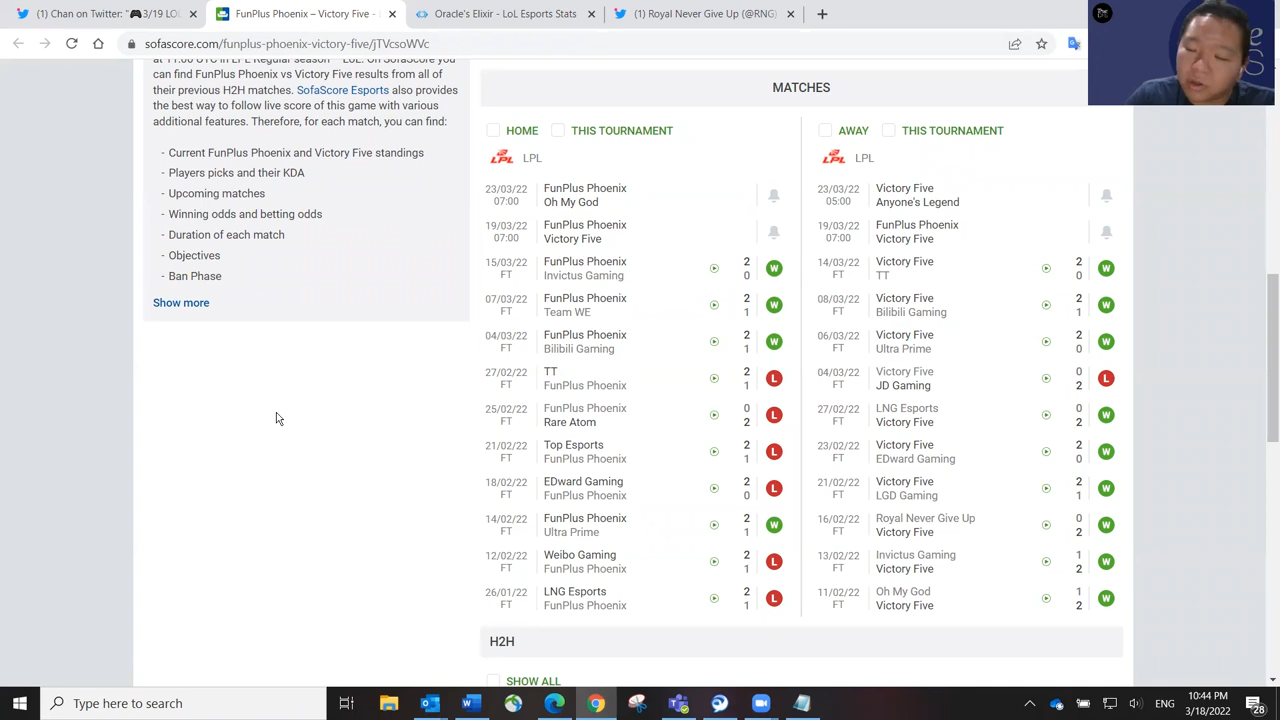 (1) Chan on Twitter: "🎮3/19 LO
FunPlus Phoenix – Victory Five -
Oracle's Elixir - LoL Esports Stats
(1) Royal Never Give Up (@RNG)
sofascore.com/funplus-phoenix-victory-five/iTVcsoWVc
at 11:00 UTC in LPL Regular season - LoL. On SofaScore you
can find FunPlus Phoenix vs Victory Five results from all of
their previous H2H matches. SofaScore Esports also provides
the best way to follow live score of this game with various
additional features. Therefore, for each match, you can find:
- Current FunPlus Phoenix and Victory Five standings
- Players picks and their KDA
- Upcoming matches
- Winning odds and betting odds
- Duration of each match
- Objectives
- Ban Phase
Show more
MATCHES
HOME THIS TOURNAMENT
LPL LPL
23/03/22 FunPlus Phoenix
07:00 Oh My God
19/03/22 FunPlus Phoenix
07:00 Victory Five
15/03/22 FunPlus Phoenix 2
FT Invictus Gaming 0 W
07/03/22 FunPlus Phoenix 2
FT Team WE 1 W
04/03/22 FunPlus Phoenix 2
FT Bilibili Gaming 1 W
27/02/22 TT 2
FT FunPlus Phoenix 1 L
25/02/22 FunPlus Phoenix 0
FT Rare Atom 2 L
21/02/22 Top Esports 2
FT FunPlus Phoenix 1 L
18/02/22 EDward Gaming 2
FT FunPlus Phoenix 0 L
14/02/22 FunPlus Phoenix 2
FT Ultra Prime 1 W
12/02/22 Weibo Gaming 2
FT FunPlus Phoenix 1 L
26/01/22 LNG Esports 2
FT FunPlus Phoenix 1 L
AWAY THIS TOURNAMENT
LPL LPL
23/03/22 Victory Five
05:00 Anyone's Legend
19/03/22 FunPlus Phoenix
07:00 Victory Five
14/03/22 Victory Five 2
FT TT 0 W
08/03/22 Victory Five 2
FT Bilibili Gaming 1 W
06/03/22 Victory Five 2
FT Ultra Prime 0 W
04/03/22 Victory Five 0
FT JD Gaming 2 L
27/02/22 LNG Esports 0
FT Victory Five 2 W
23/02/22 Victory Five 2
FT EDward Gaming 0 W
21/02/22 Victory Five 2
FT LGD Gaming 1 W
16/02/22 Royal Never Give Up 0
FT Victory Five 2 W
13/02/22 Invictus Gaming 1
FT Victory Five 2 W
11/02/22 Oh My God 1
FT Victory Five 2 W
H2H
SHOW ALL
Type here to search
ENG
10:44 PM
3/18/2022
28